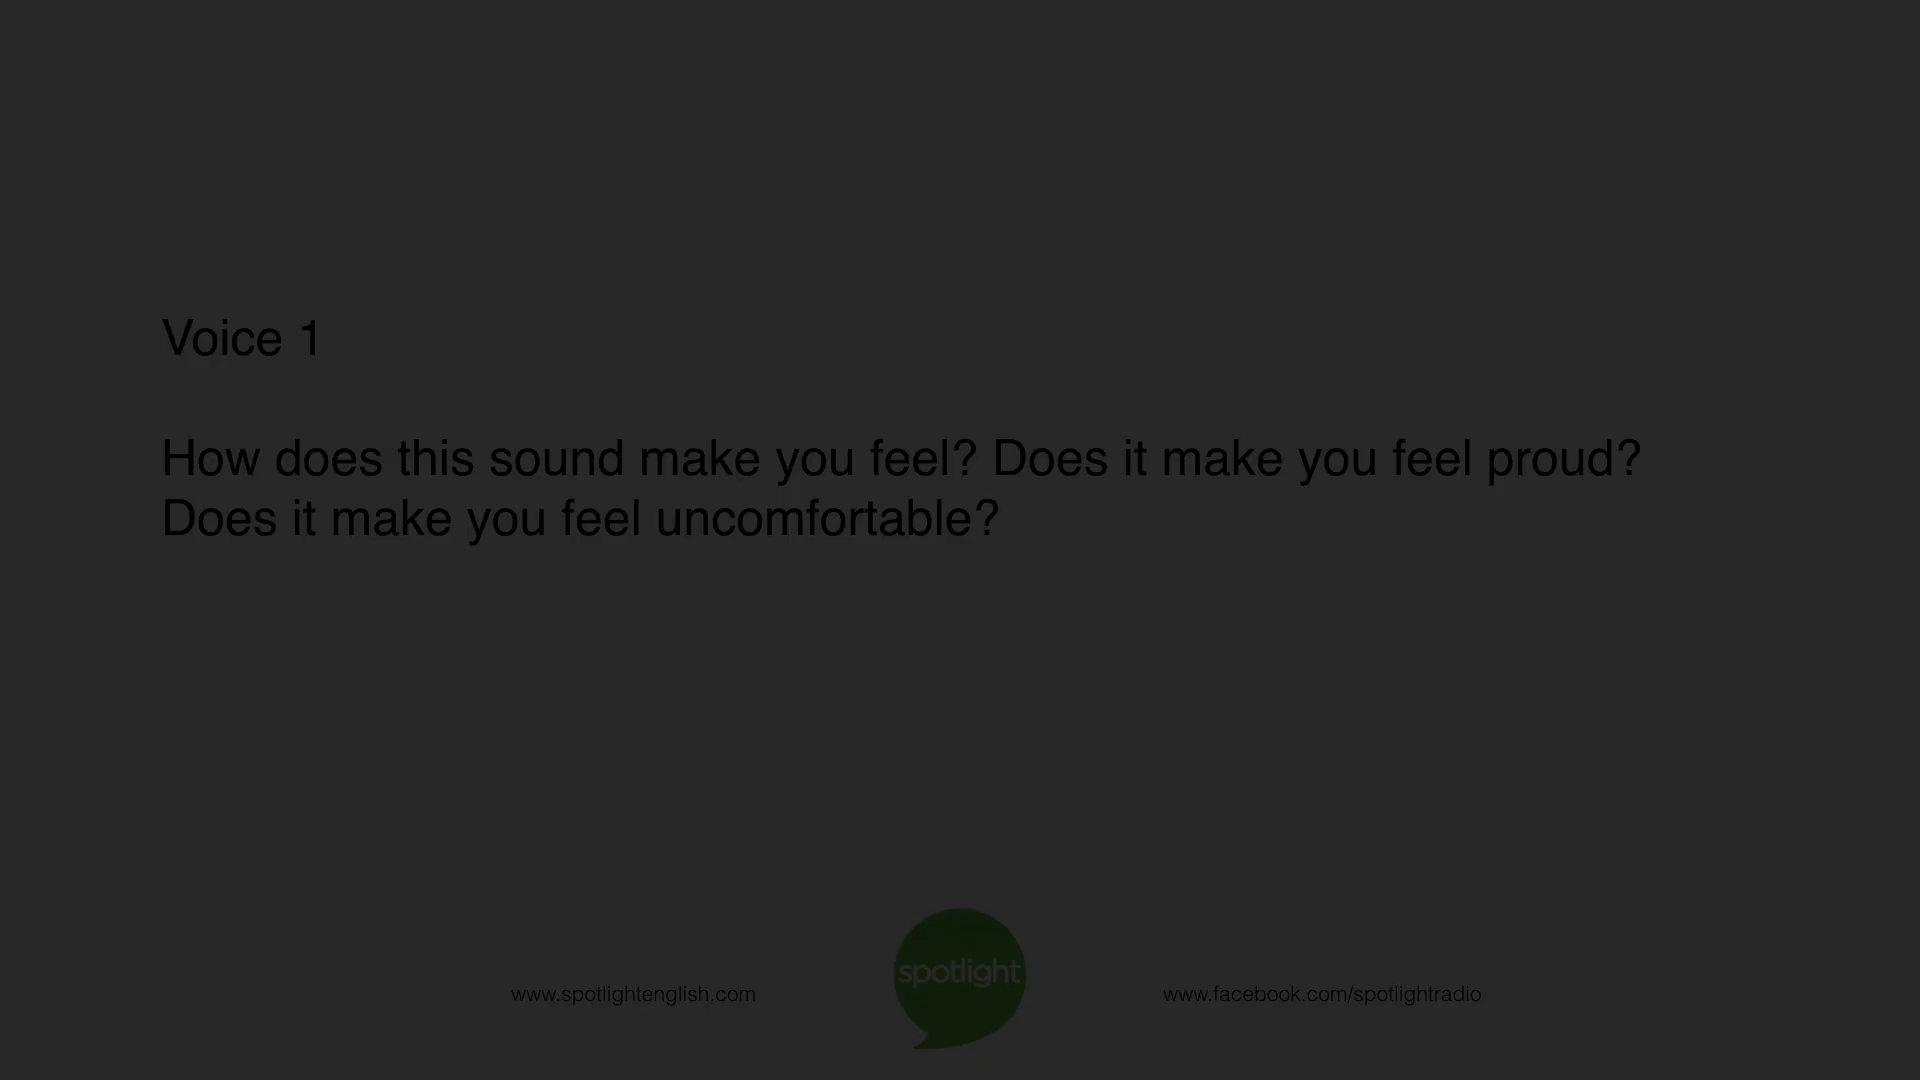 Voice 1
How does this sound make you feel? Does it make you feel proud?
Does it make you feel uncomfortable?
spotlight
www.spotlightenglish.com
www.facebook.com/spotlightradio